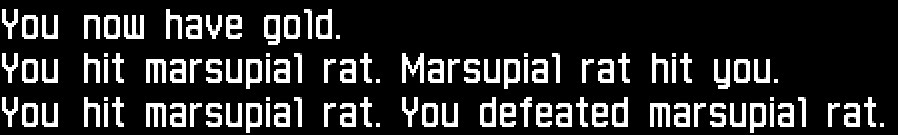 You now have gold.
You hit marsupial rat. Marsupial rat hit you.
You hit marsupial rat. You defeated marsupial rat.